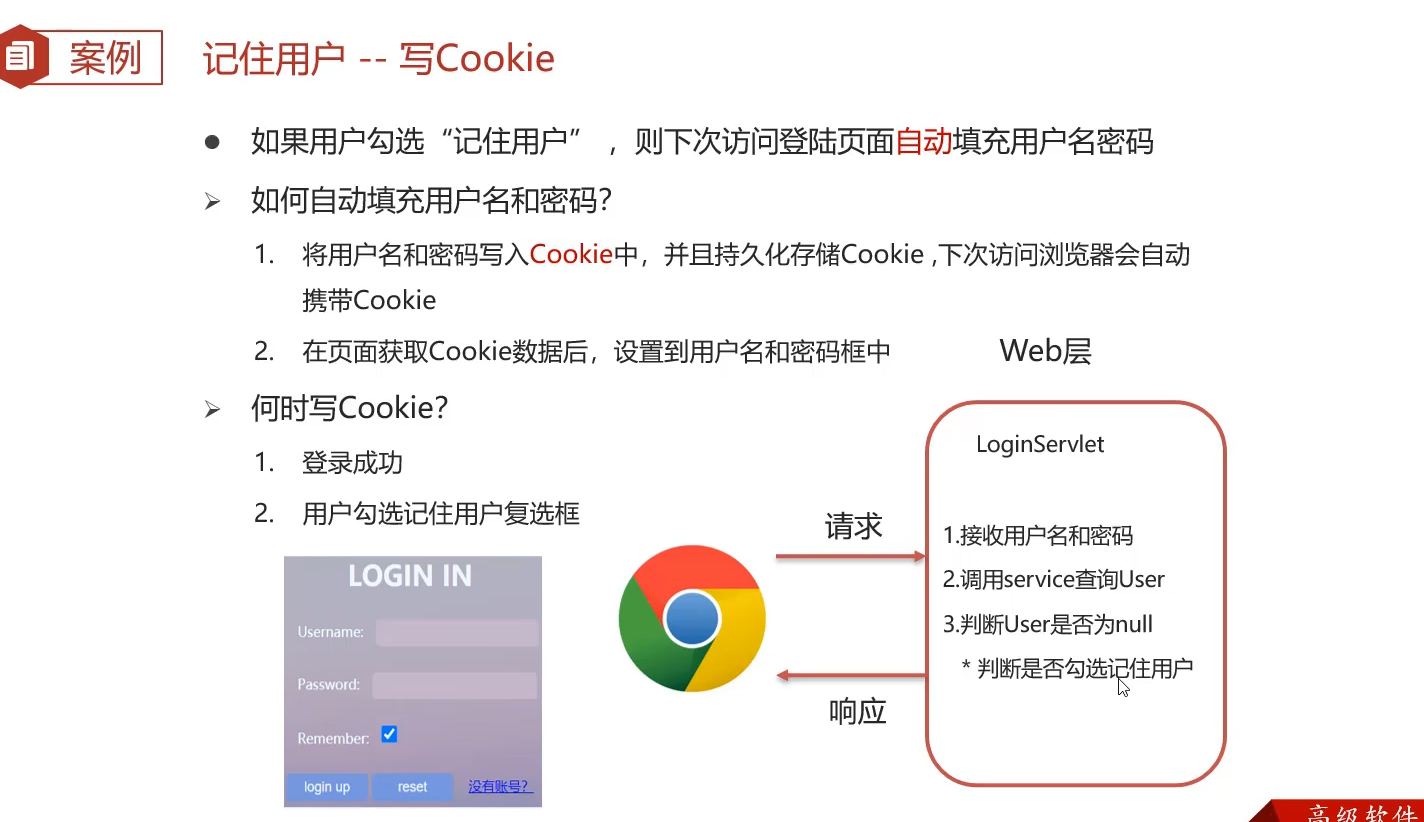 案例
记住用户 -- 写Cookie
● 如果用户勾选“记住用户” ，则下次访问登陆页面自动填充用户名密码
➢ 如何自动填充用户名和密码?
1. 将用户名和密码写入Cookie中，并且持久化存储Cookie ,下次访问浏览器会自动
携带Cookie
2. 在页面获取Cookie数据后，设置到用户名和密码框中
➢ 何时写Cookie?
1. 登录成功
2. 用户勾选记住用户复选框
LOGIN IN
Username:
Password:
Remember:
login up reset 没有账号?
请求
响应
Web层
LoginServlet
1.接收用户名和密码
2.调用service查询User
3.判断User是否为null
* 判断是否勾选记住用户
高级软件